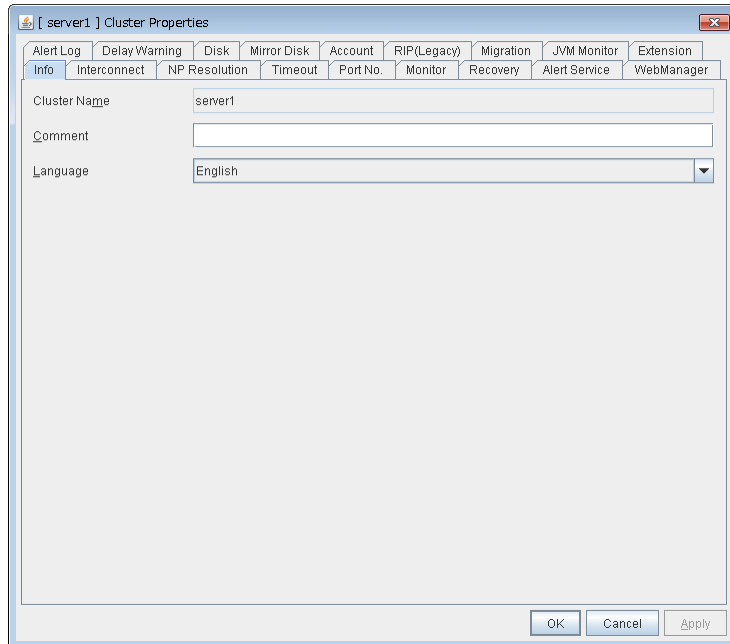 [ server1 ] Cluster Properties
Alert Log Delay Warning Disk Mirror Disk Account RIP(Legacy) Migration JVM Monitor Extension
Info Interconnect NP Resolution Timeout Port No. Monitor Recovery Alert Service WebManager
Cluster Name server1
Comment
Language English
OK Cancel Apply